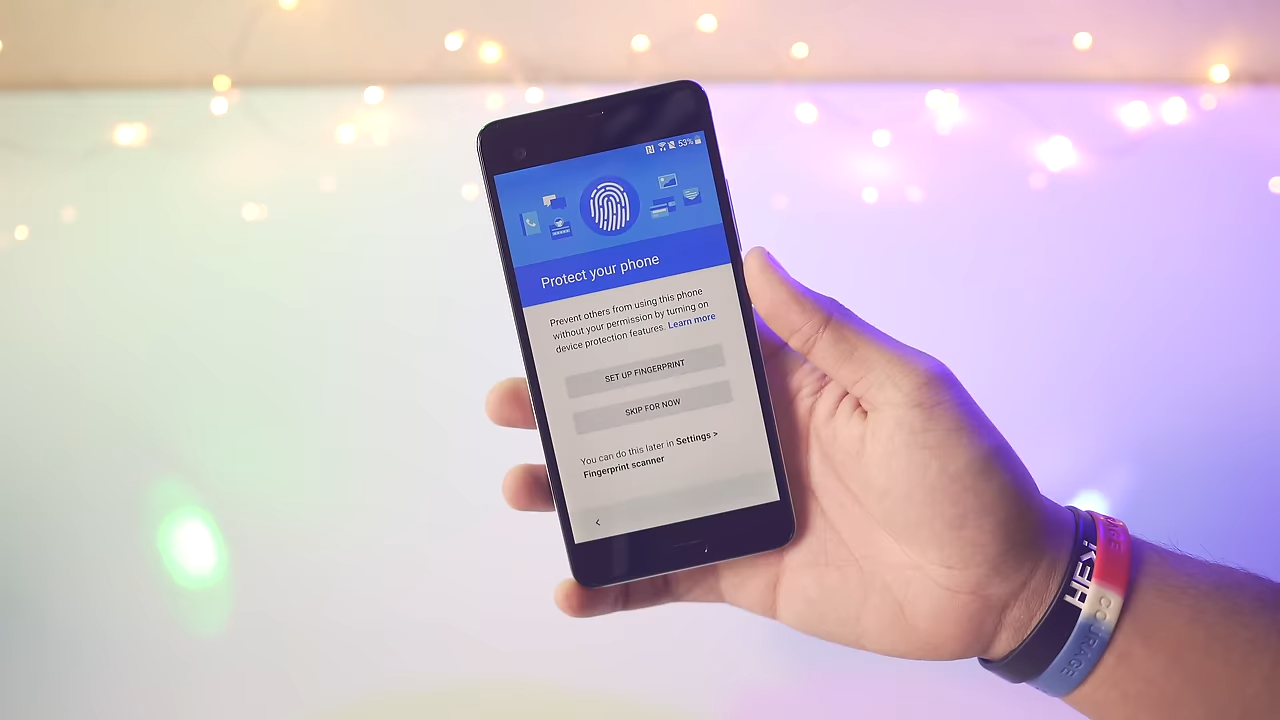 53%
Protect your phone
Prevent others from using this phone
without your permission by turning on
device protection features. Learn more
SET UP FINGERPRINT
SKIP FOR NOW
You can do this later in Settings >
Fingerprint scanner
COURAGE